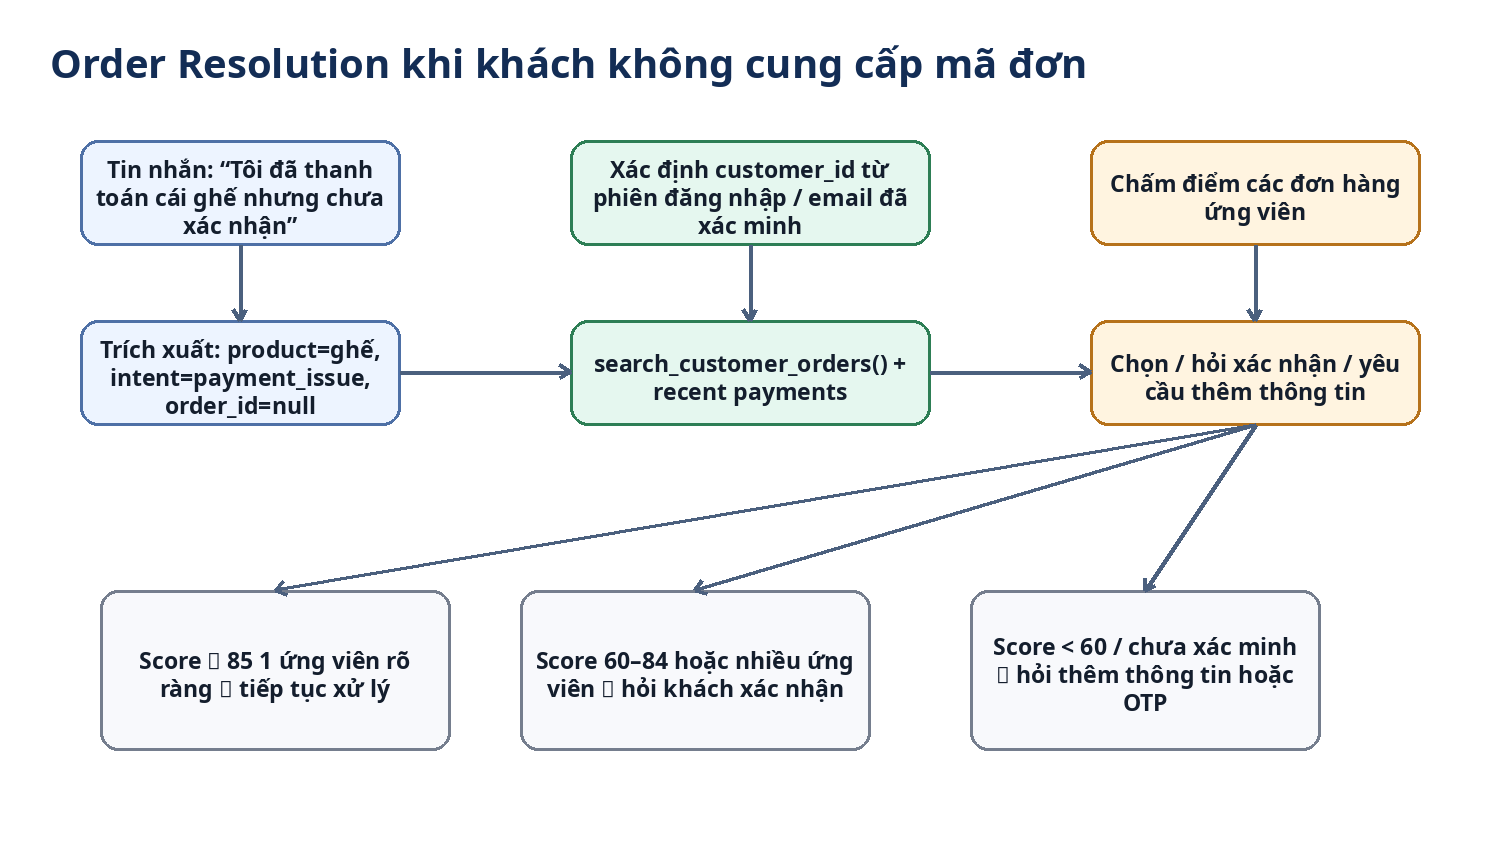 Order Resolution khi khách không cung cấp mã đơn
Tin nhắn: “Tôi đã thanh
toán cái ghế nhưng chưa
xác nhận”
Xác định customer_id từ
phiên đăng nhập / email đã
xác minh
Chấm điểm các đơn hàng
ứng viên
Trích xuất: product=ghế,
intent=payment_issue,
order_id=null
search_customer_orders() +
recent payments
Chọn / hỏi xác nhận / yêu
cầu thêm thông tin
Score 85 1 ứng viên rõ
ràng tiếp tục xử lý
Score 60–84 hoặc nhiều ứng
viên hỏi khách xác nhận
Score < 60 / chưa xác minh
hỏi thêm thông tin hoặc
OTP